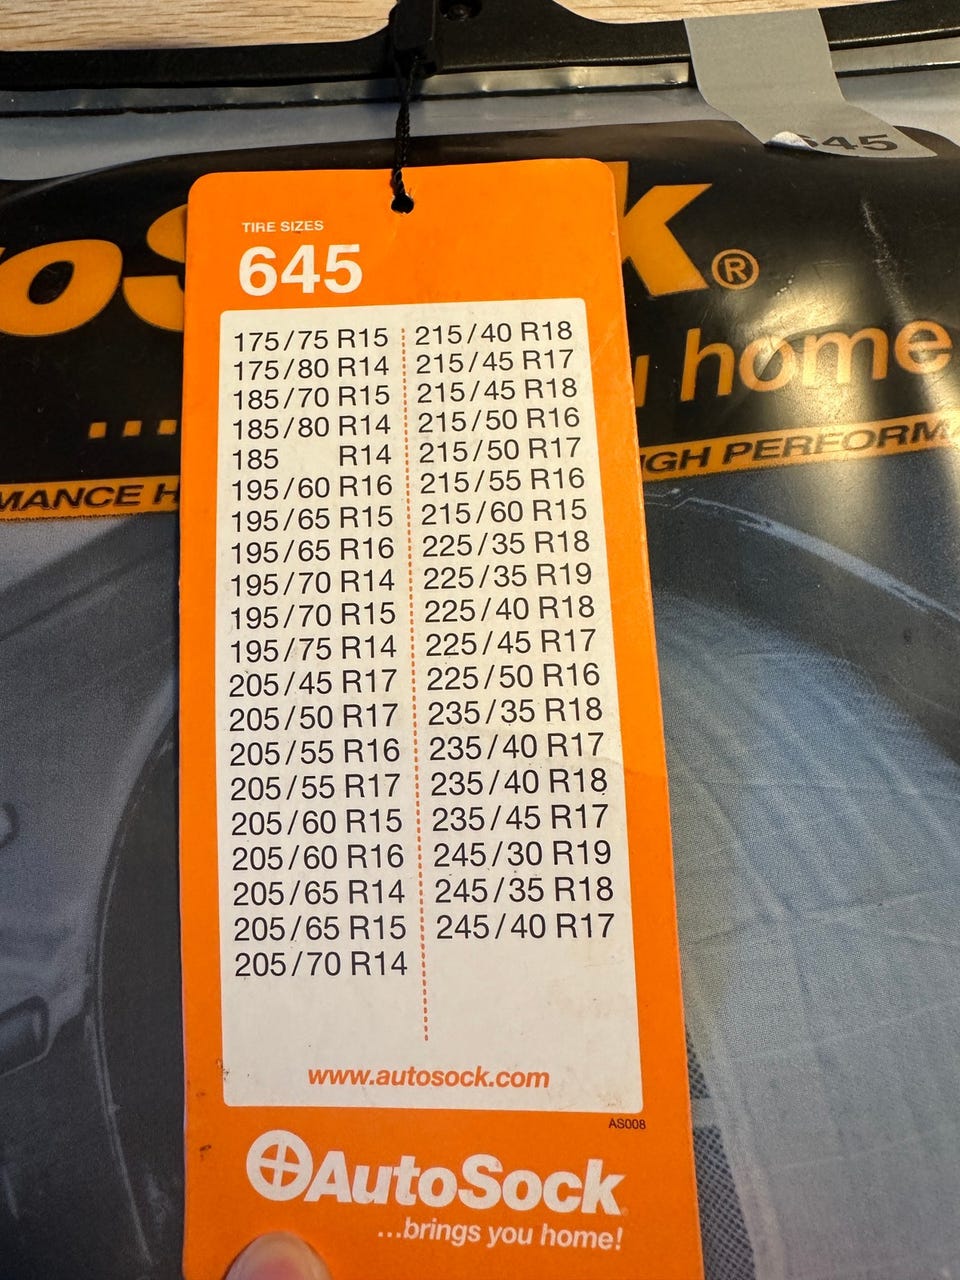 645
TIRE SIZES
645
175/75 R15
175/80 R14
185/70 R15
185/80 R14
185 R14
195/60 R16
195/65 R15
195/65 R16
195/70 R14
195/70 R15
195/75 R14
205/45 R17
205/50 R17
205/55 R16
205/55 R17
205/60 R15
205/60 R16
205/65 R14
205/65 R15
205/70 R14
215/40 R18
215/45 R17
215/45 R18
215/50 R16
215/50 R17
215/55 R16
215/60 R15
225/35 R18
225/35 R19
225/40 R18
225/45 R17
225/50 R16
235/35 R18
235/40 R17
235/40 R18
235/45 R17
245/30 R19
245/35 R18
245/40 R17
www.autosock.com
AS008
AutoSock
...brings you home!
k®
... home